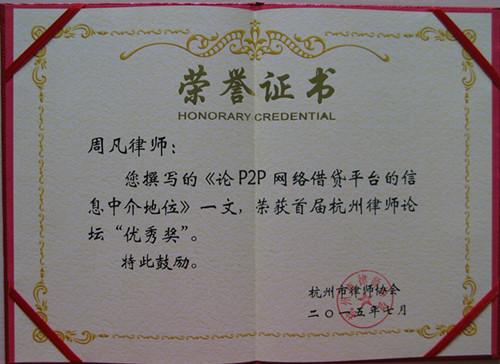 荣誉证书
HONORARY CREDENTIAL
周凡律师：
您撰写的《论P2P网络借贷平台的信
息中介地位》一文，荣获首届杭州律师论
坛“优秀奖”。
特此鼓励。
杭州市律师协会
二〇一五年七月